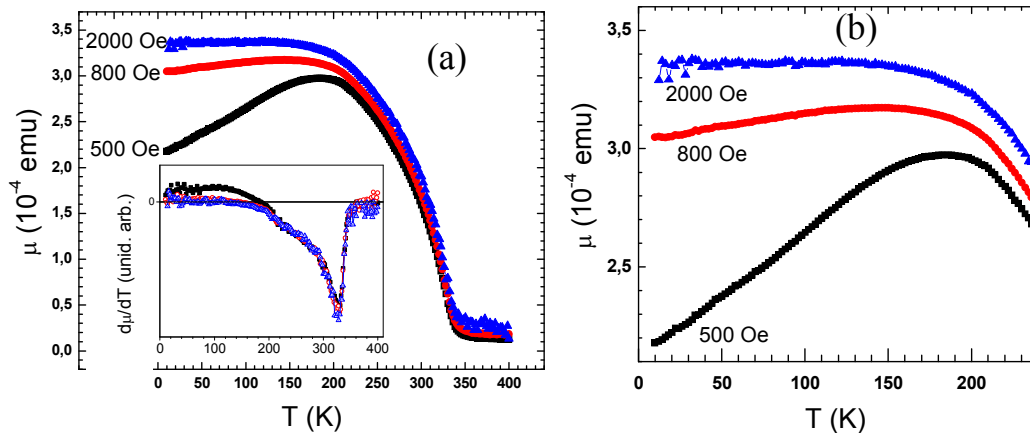 3,5
3,0
2,5
2,0
1,5
1,0
0,5
0,0
μ (10⁻⁴ emu)
2000 Oe
800 Oe
500 Oe
(a)
0
dμ/dT (unid. arb.)
0 100 200 300 400
0 50 100 150 200 250 300 350 400
T (K)
3,5
3,0
2,5
μ (10⁻⁴ emu)
(b)
2000 Oe
800 Oe
500 Oe
0 50 100 150 200
T (K)